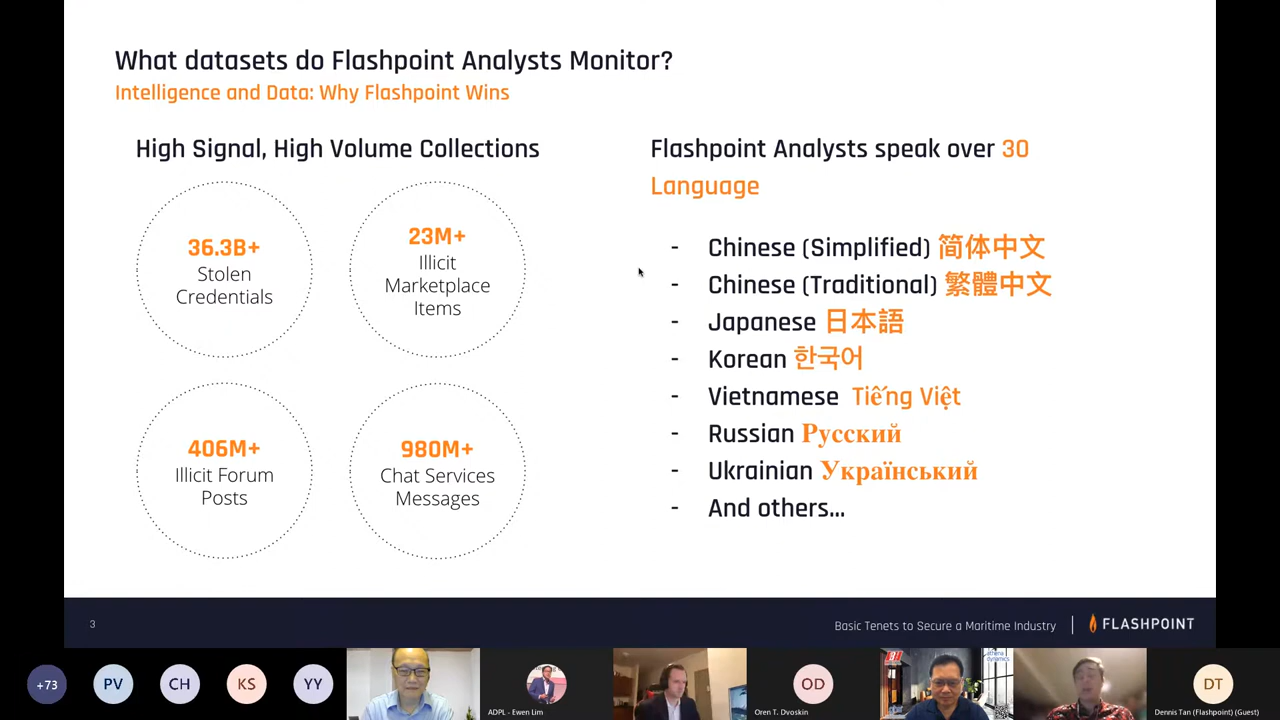 What datasets do Flashpoint Analysts Monitor?
Intelligence and Data: Why Flashpoint Wins
High Signal, High Volume Collections
36.3B+
Stolen
Credentials
23M+
Illicit
Marketplace
Items
406M+
Illicit Forum
Posts
980M+
Chat Services
Messages
Flashpoint Analysts speak over 30
Language
- Chinese (Simplified) 简体中文
- Chinese (Traditional) 繁體中文
- Japanese 日本語
- Korean 한국어
- Vietnamese Tiếng Việt
- Russian Русский
- Ukrainian Український
- And others...
3
Basic Tenets to Secure a Maritime Industry
FLASHPOINT
+73
PV
CH
KS
YY
ADPL - Ewen Lim
OD
Oren T. Dvoskin
athena
dynamics
DT
Dennis Tan (Flashpoint) (Guest)